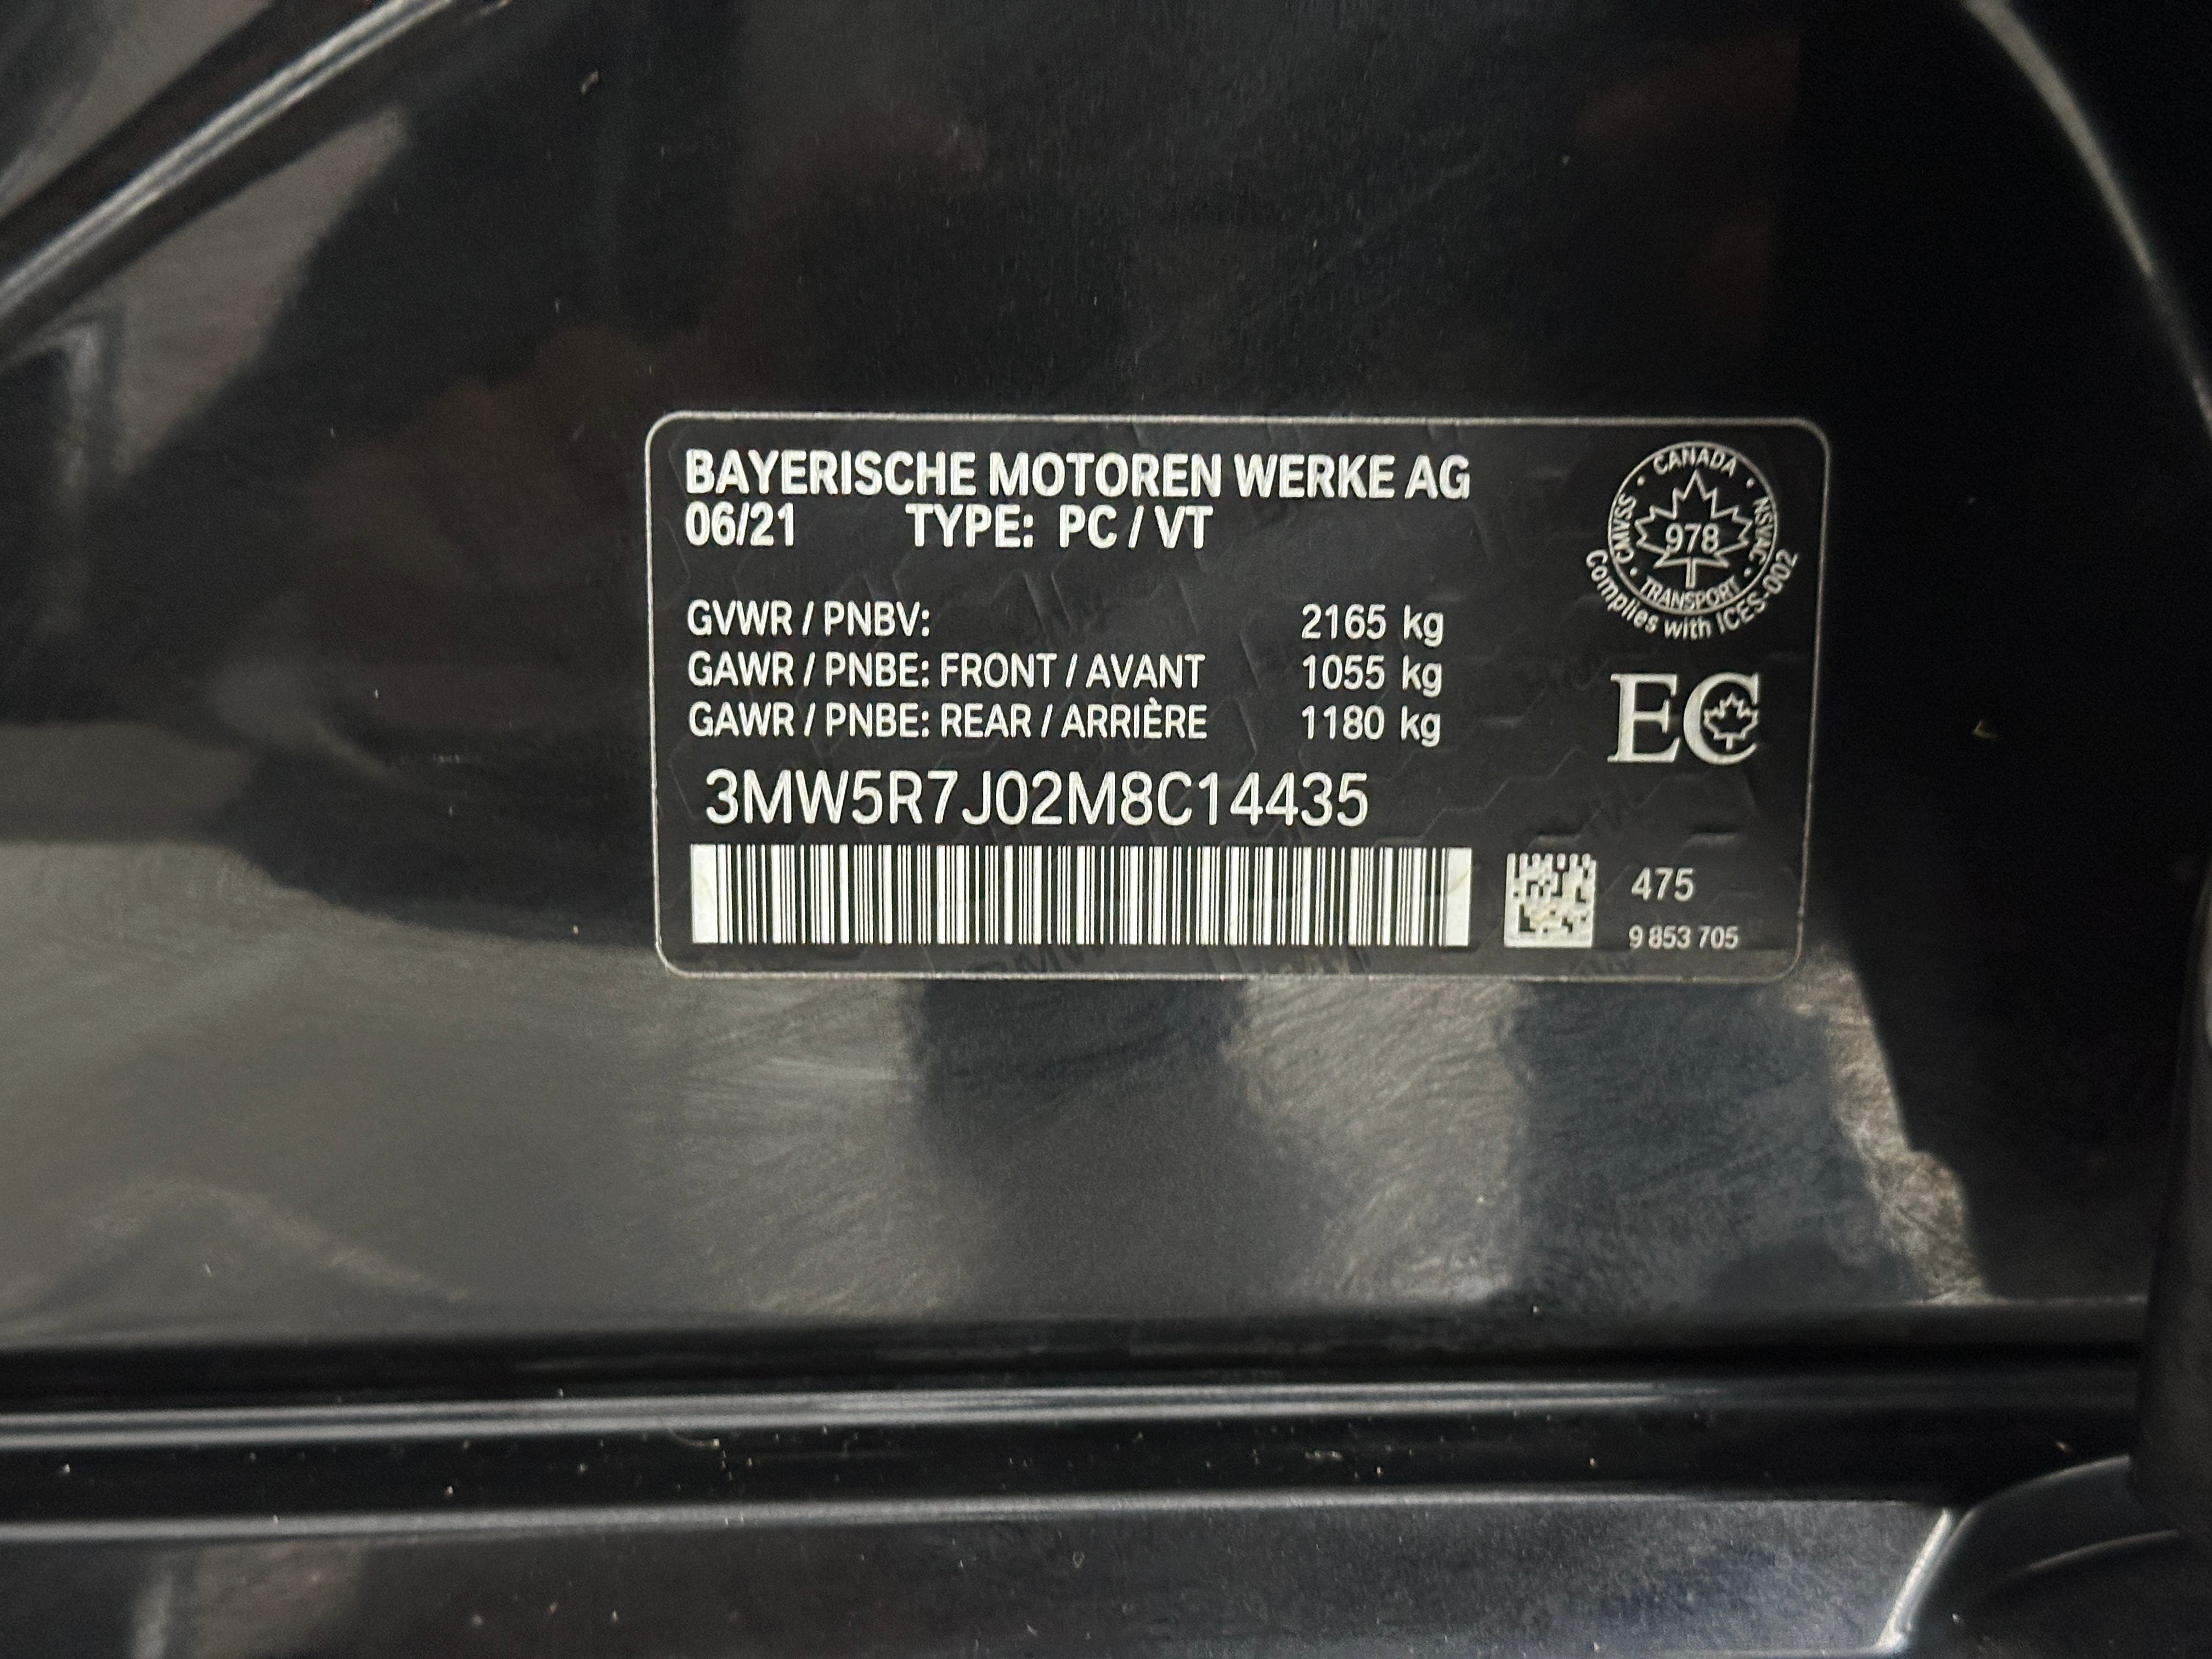 BAYERISCHE MOTOREN WERKE AG
06/21 TYPE: PC / VT
GVWR / PNBV: 2165 kg
GAWR / PNBE: FRONT / AVANT 1055 kg
GAWR / PNBE: REAR / ARRIÈRE 1180 kg
3MW5R7J02M8C14435
CANADA
CMVSS
978
NSVAC
TRANSPORT
Complies with ICES-002
EC
475
9 853 705